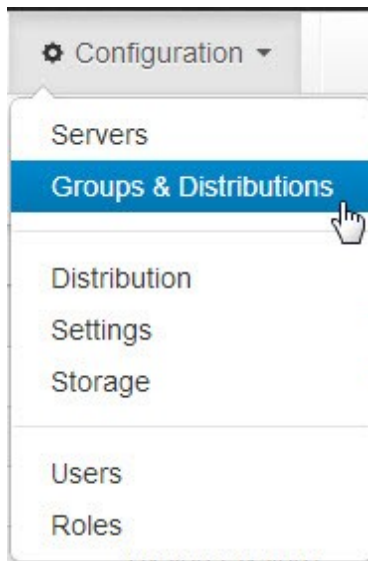 Configuration
Servers
Groups & Distributions
Distribution
Settings
Storage
Users
Roles